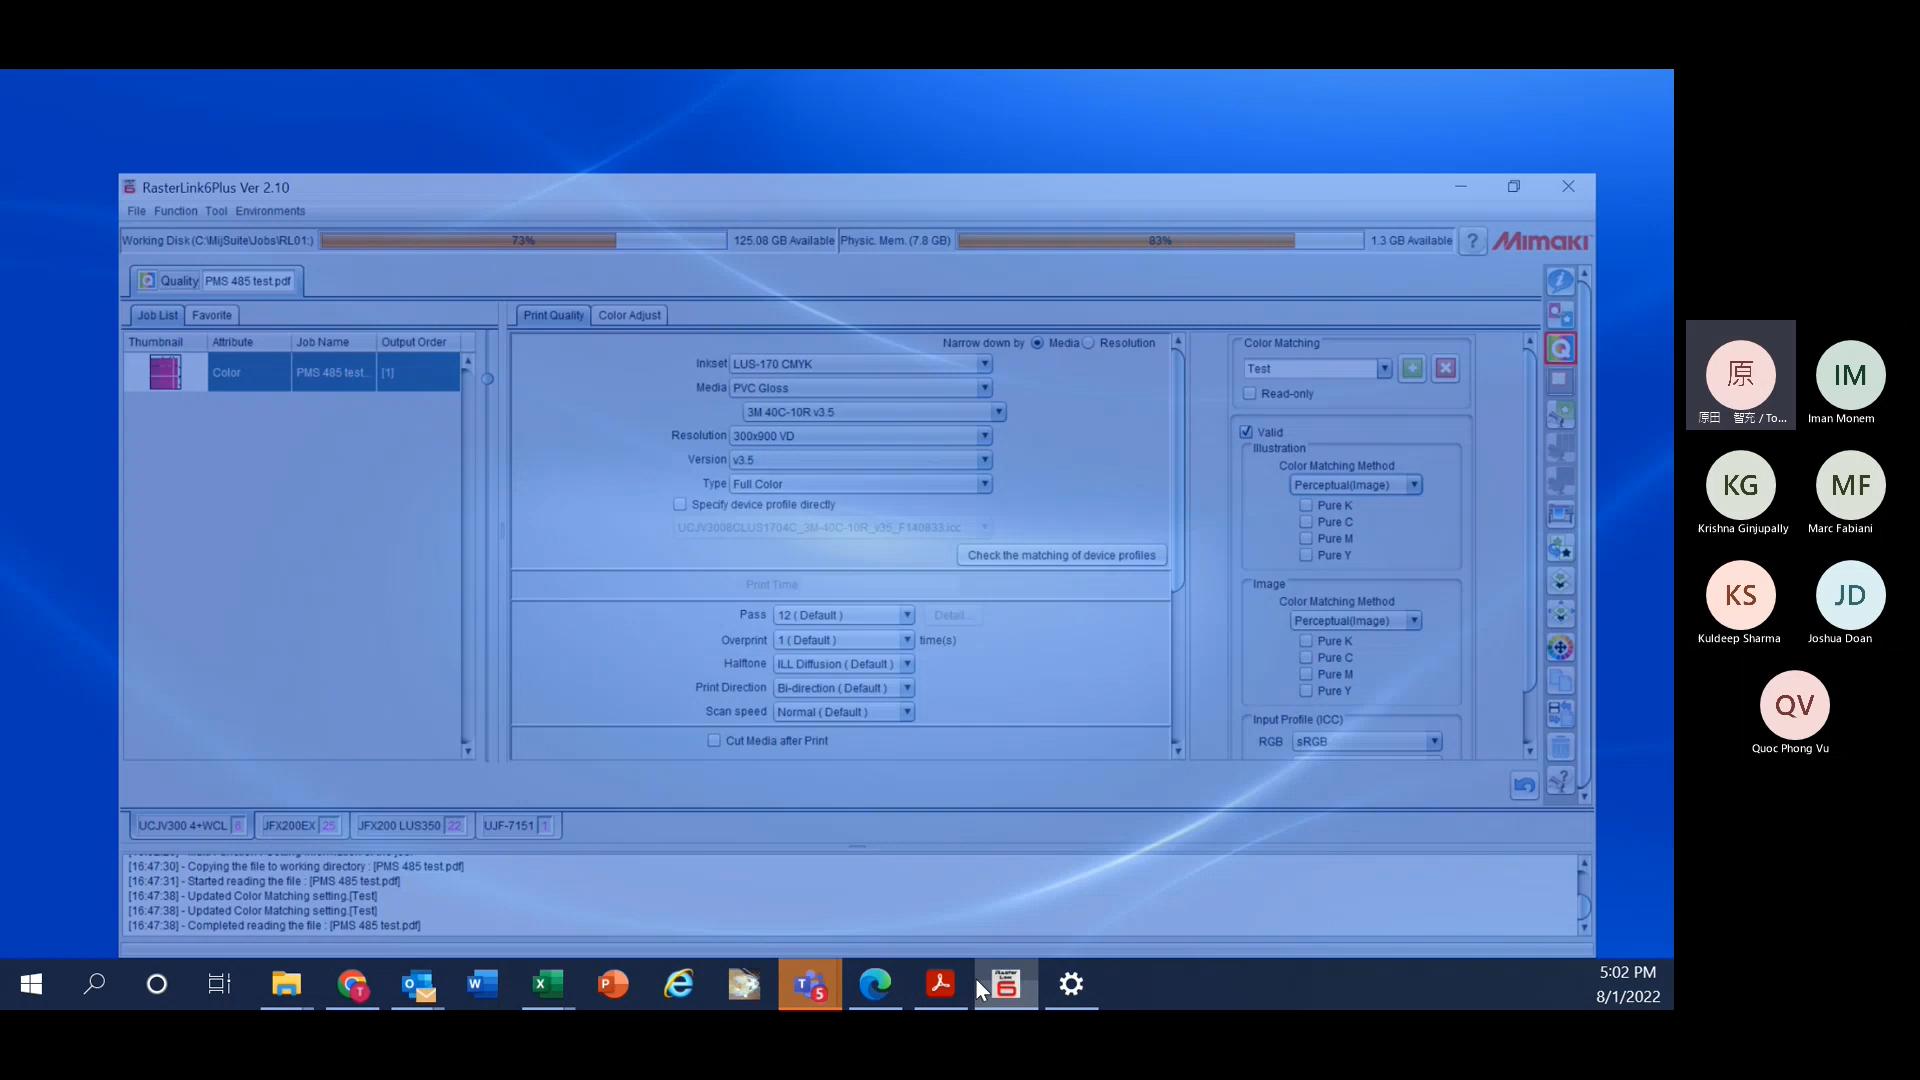 RasterLink6Plus Ver 2.10
File Function Tool Environments
Working Disk (C:\MijSuite\Jobs\RL01:) 73% 125.08 GB Available Physic. Mem. (7.8 GB) 83% 1.3 GB Available ? Mimaki
Quality PMS 485 test.pdf
Job List Favorite
Thumbnail Attribute Job Name Output Order
Color PMS 485 test... [1]
Print Quality Color Adjust
Narrow down by Media Resolution
Inkset LUS-170 CMYK
Media PVC Gloss
3M 40C-10R v3.5
Resolution 300x900 VD
Version v3.5
Type Full Color
Specify device profile directly
UCJV300BCLUS1704C_3M-40C-10R_v35_F140833.icc
Check the matching of device profiles
Print Time
Pass 12 ( Default ) Detail...
Overprint 1 ( Default ) time(s)
Halftone ILL Diffusion ( Default )
Print Direction Bi-direction ( Default )
Scan speed Normal ( Default )
Cut Media after Print
Color Matching
Test
Read-only
Valid
Illustration
Color Matching Method
Perceptual(Image)
Pure K
Pure C
Pure M
Pure Y
Image
Color Matching Method
Perceptual(Image)
Pure K
Pure C
Pure M
Pure Y
Input Profile (ICC)
RGB sRGB
UCJV300 4+WCL 6 JFX200EX 25 JFX200 LUS350 22 UJF-7151 1
[16:47:30] - Copying the file to working directory : [PMS 485 test.pdf]
[16:47:31] - Started reading the file : [PMS 485 test.pdf]
[16:47:38] - Updated Color Matching setting.[Test]
[16:47:38] - Updated Color Matching setting.[Test]
[16:47:38] - Completed reading the file : [PMS 485 test.pdf]
5:02 PM
8/1/2022
原
原田 智充 / To...
IM
Iman Monem
KG
Krishna Ginjupally
MF
Marc Fabiani
KS
Kuldeep Sharma
JD
Joshua Doan
QV
Quoc Phong Vu